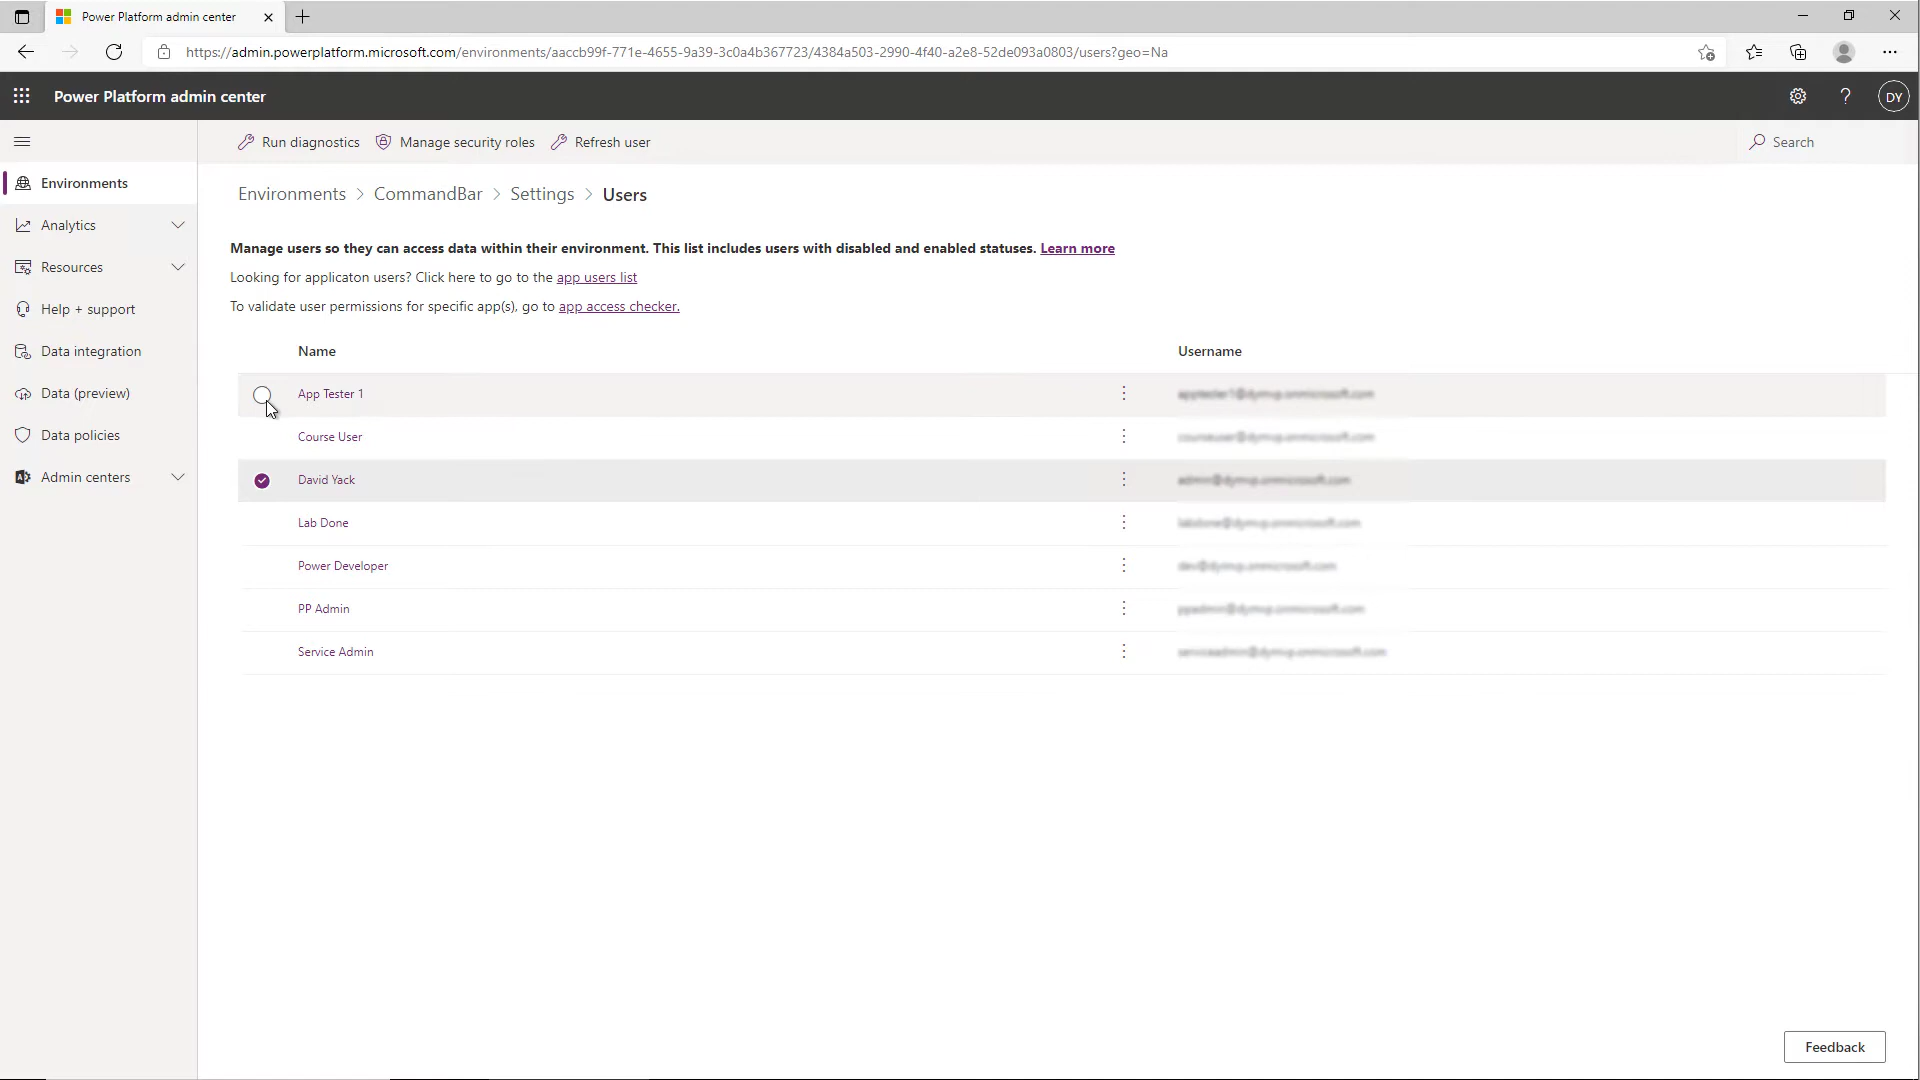 Power Platform admin center
https://admin.powerplatform.microsoft.com/environments/aaccb99f-771e-4655-9a39-3c0a4b367723/4384a503-2990-4f40-a2e8-52de093a0803/users?geo=Na
Power Platform admin center
?
DY
Run diagnostics
Manage security roles
Refresh user
Search
Environments
Analytics
Resources
Help + support
Data integration
Data (preview)
Data policies
Admin centers
Environments > CommandBar > Settings > Users
Manage users so they can access data within their environment. This list includes users with disabled and enabled statuses. Learn more
Looking for applicaton users? Click here to go to the app users list
To validate user permissions for specific app(s), go to app access checker.
Name
Username
App Tester 1
Course User
David Yack
Lab Done
Power Developer
PP Admin
Service Admin
Feedback